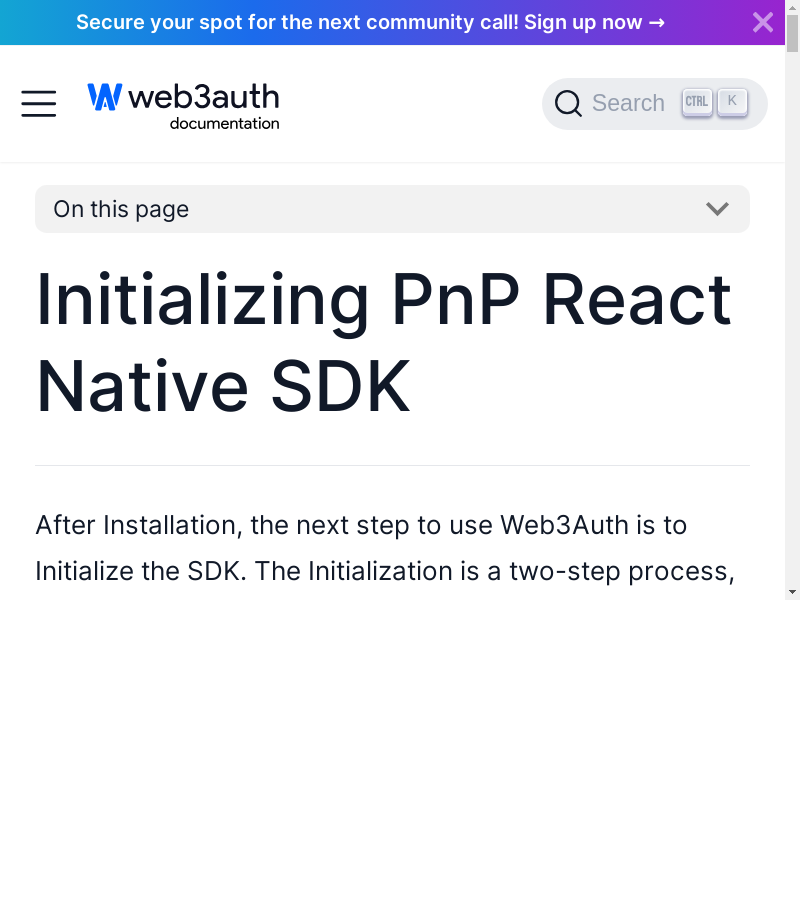 Secure your spot for the next community call! Sign up now →
web3auth
documentation
Search CTRL K
On this page
Initializing PnP React
Native SDK
After Installation, the next step to use Web3Auth is to
Initialize the SDK. The Initialization is a two-step process,